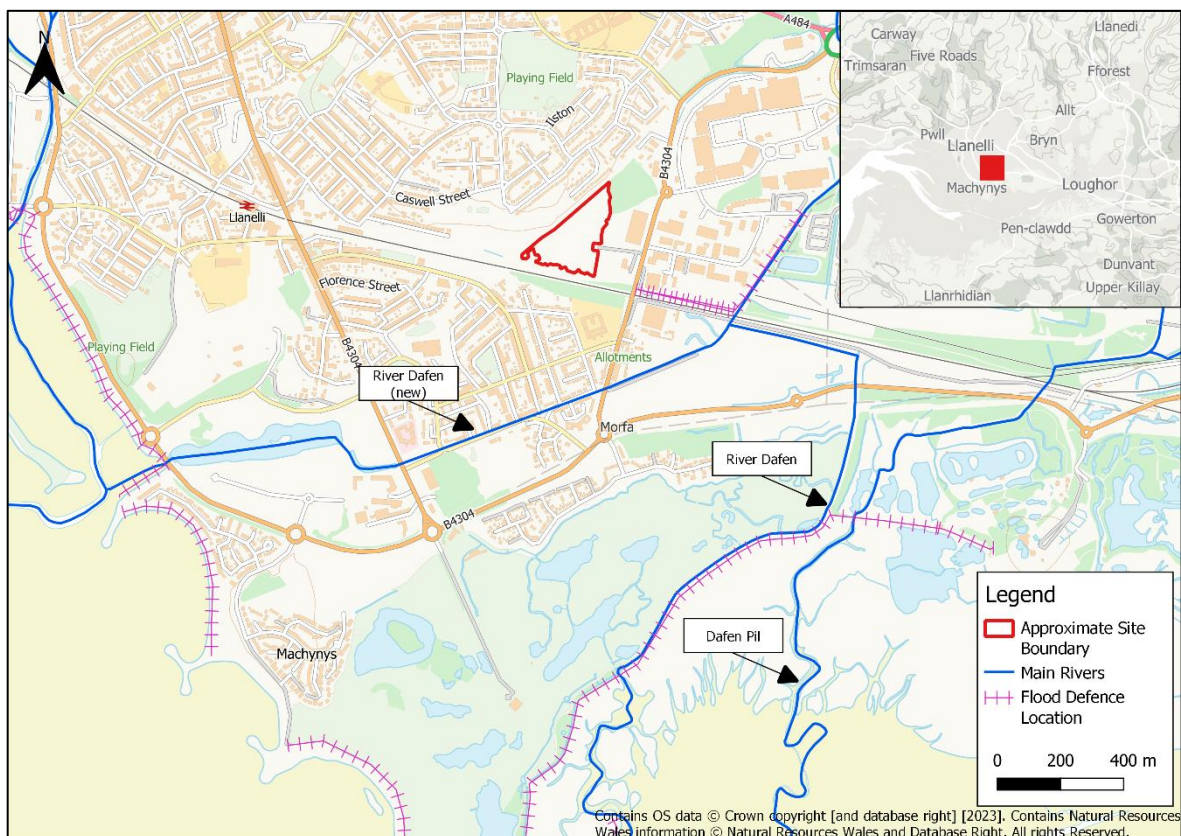 N
A484
Playing Field
Ilston
B4304
Caswell Street
Llanelli
Florence Street
Playing Field
B4304
Allotments
River Dafen
(new)
Morfa
River Dafen
B4304
Dafen Pil
Machynys
Carway
Five Roads
Trimsaran
Llanedi
Fforest
Allt
Pwll
Llanelli
Bryn
Machynys
Loughor
Gowerton
Pen-clawdd
Dunvant
Llanrhidian
Upper Killay
Legend
Approximate Site
Boundary
Main Rivers
Flood Defence
Location
0 200 400 m
Contains OS data © Crown copyright [and database right] [2023]. Contains Natural Resources
Wales information © Natural Resources Wales and Database Right. All rights Reserved.